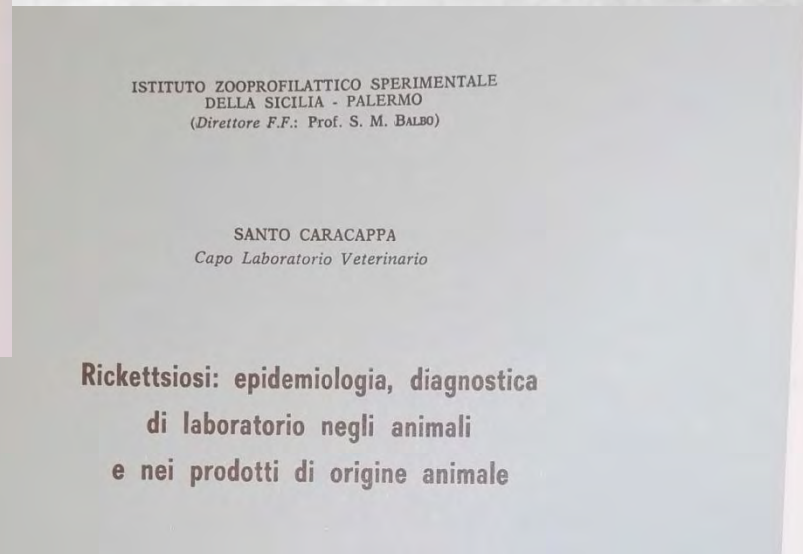 ISTITUTO ZOOPROFILATTICO SPERIMENTALE
DELLA SICILIA - PALERMO
(Direttore F.F.: Prof. S. M. BALBO)
SANTO CARACAPPA
Capo Laboratorio Veterinario
Rickettsiosi: epidemiologia, diagnostica
di laboratorio negli animali
e nei prodotti di origine animale